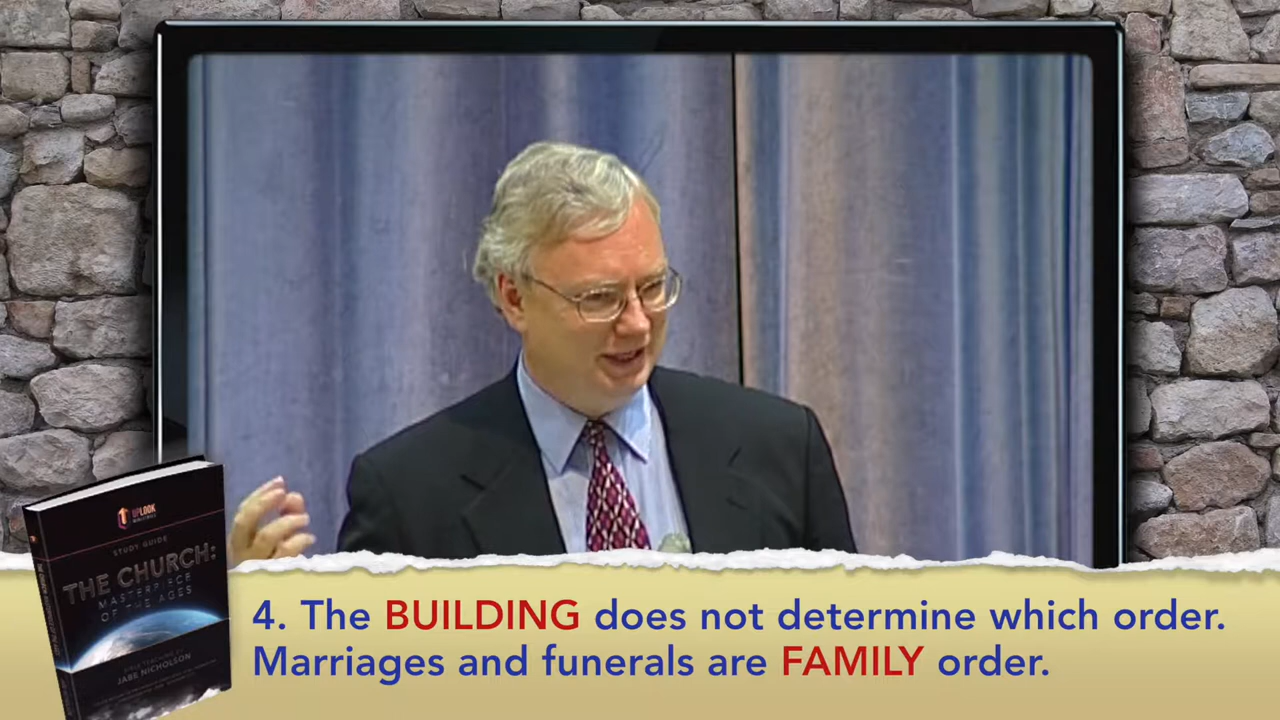 UPLOOK
STUDY GUIDE
THE CHURCH:
MASTERPIECE
OF THE AGES
JABE NICHOLSON
4. The BUILDING does not determine which order.
Marriages and funerals are FAMILY order.